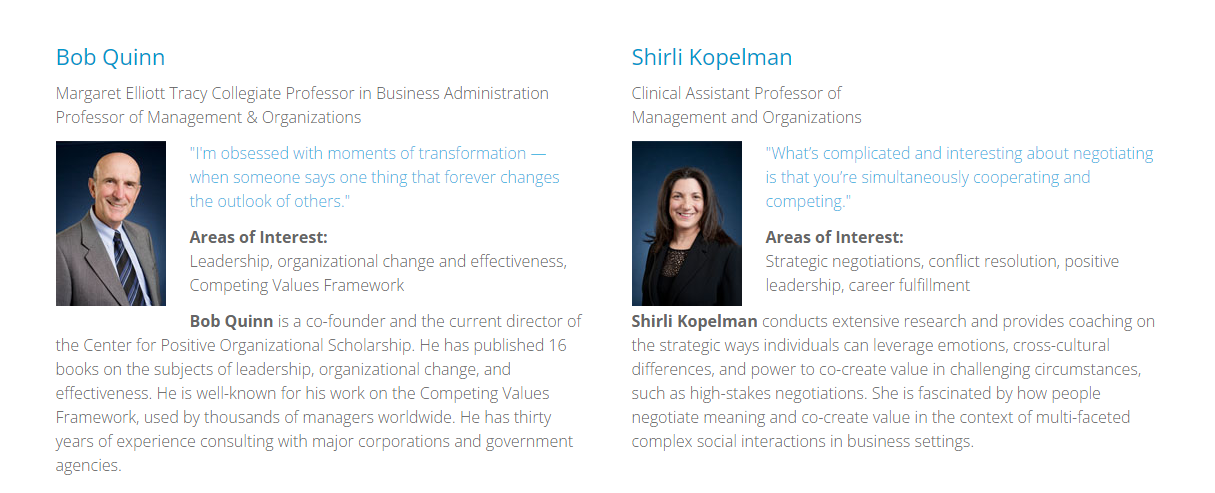 Bob Quinn
Margaret Elliott Tracy Collegiate Professor in Business Administration
Professor of Management & Organizations
"I'm obsessed with moments of transformation —
when someone says one thing that forever changes
the outlook of others."
Areas of Interest:
Leadership, organizational change and effectiveness,
Competing Values Framework
Bob Quinn is a co-founder and the current director of
the Center for Positive Organizational Scholarship. He has published 16
books on the subjects of leadership, organizational change, and
effectiveness. He is well-known for his work on the Competing Values
Framework, used by thousands of managers worldwide. He has thirty
years of experience consulting with major corporations and government
agencies.
Shirli Kopelman
Clinical Assistant Professor of
Management and Organizations
"What’s complicated and interesting about negotiating
is that you’re simultaneously cooperating and
competing."
Areas of Interest:
Strategic negotiations, conflict resolution, positive
leadership, career fulfillment
Shirli Kopelman conducts extensive research and provides coaching on
the strategic ways individuals can leverage emotions, cross-cultural
differences, and power to co-create value in challenging circumstances,
such as high-stakes negotiations. She is fascinated by how people
negotiate meaning and co-create value in the context of multi-faceted
complex social interactions in business settings.